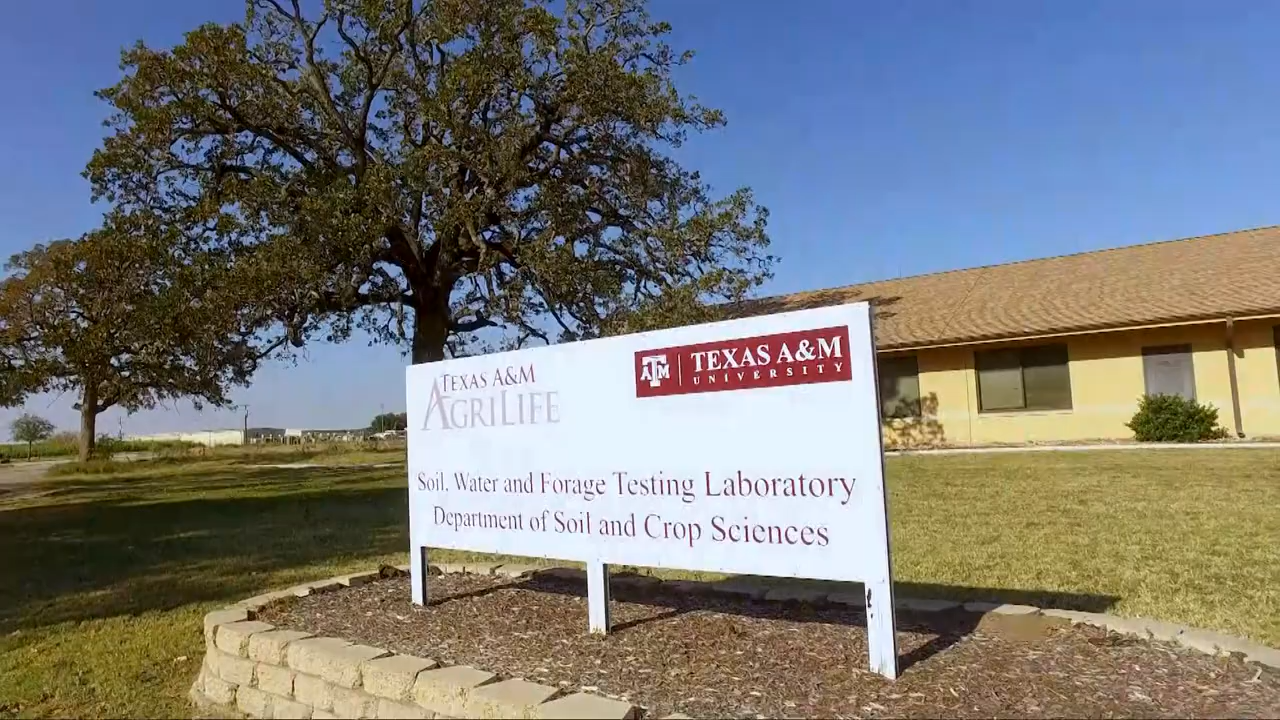 TEXAS A&M
AGRILIFE
ATM
TEXAS A&M
UNIVERSITY
Soil, Water and Forage Testing Laboratory
Department of Soil and Crop Sciences